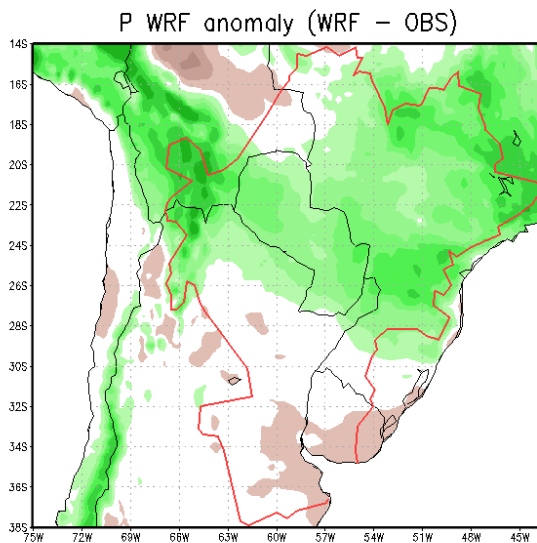 P WRF anomaly (WRF - OBS)
14S
16S
18S
20S
22S
24S
26S
28S
30S
32S
34S
36S
38S
75W 72W 69W 66W 63W 60W 57W 54W 51W 48W 45W